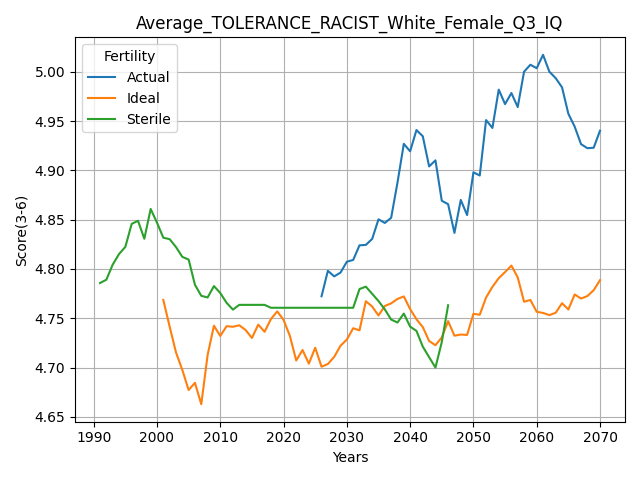 Average_TOLERANCE_RACIST_White_Female_Q3_IQ
Fertility
Actual
Ideal
Sterile
Score(3-6)
5.00
4.95
4.90
4.85
4.80
4.75
4.70
4.65
1990 2000 2010 2020 2030 2040 2050 2060 2070
Years